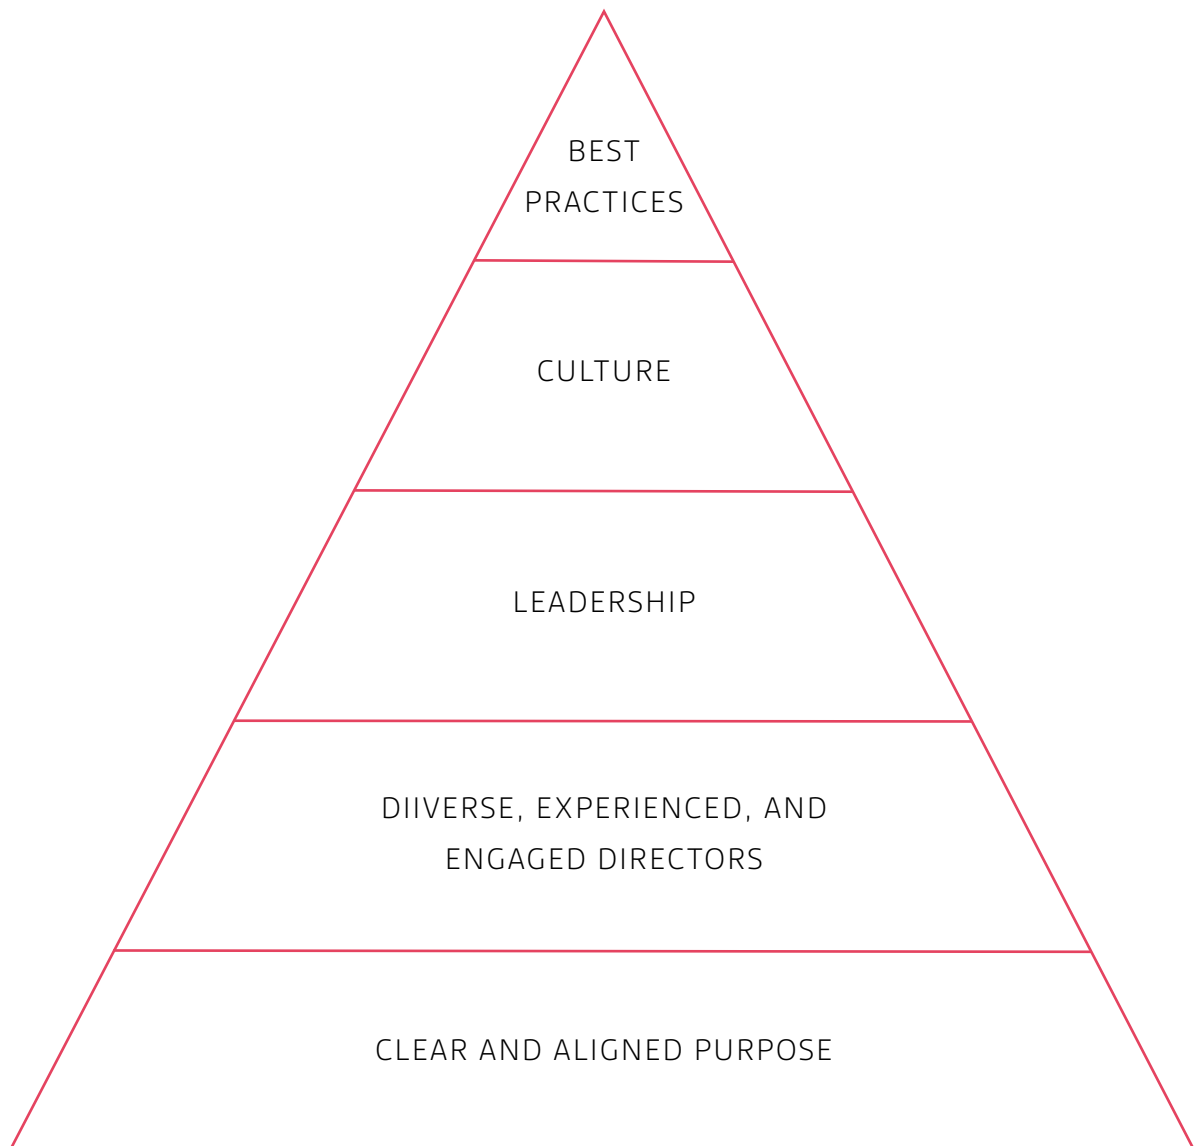 BEST
PRACTICES
CULTURE
LEADERSHIP
DIIVERSE, EXPERIENCED, AND
ENGAGED DIRECTORS
CLEAR AND ALIGNED PURPOSE